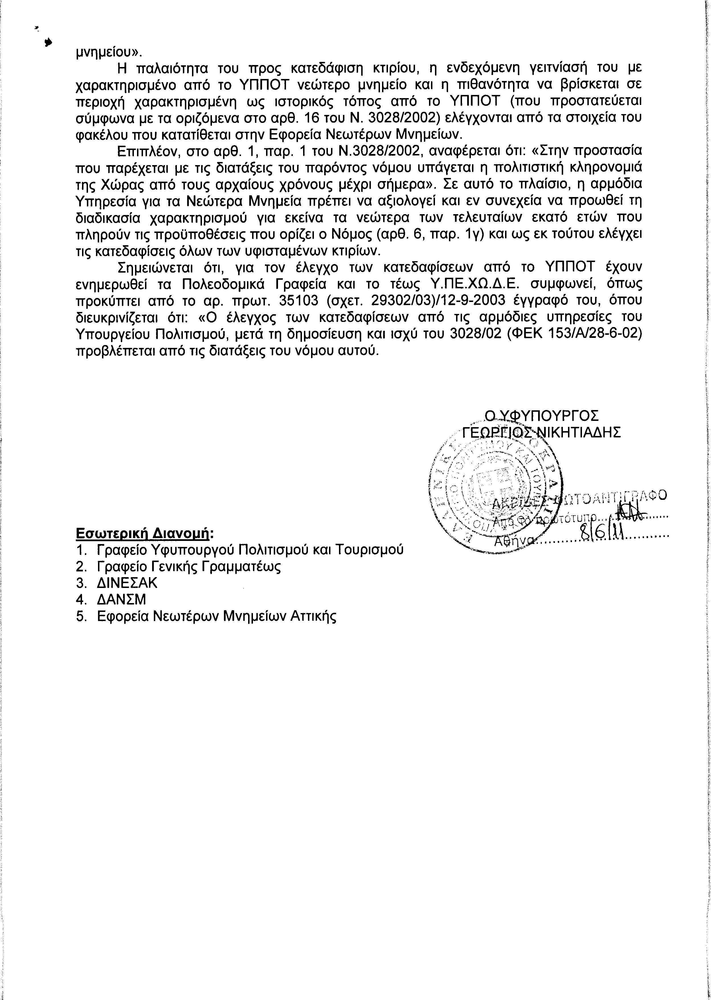 μνημείου».
Η παλαιότητα του προς κατεδάφιση κτιρίου, η ενδεχόμενη γειτνίασή του με
χαρακτηρισμένο από το ΥΠΠΟΤ νεώτερο μνημείο και η πιθανότητα να βρίσκεται σε
περιοχή χαρακτηρισμένη ως ιστορικός τόπος από το ΥΠΠΟΤ (που προστατεύεται
σύμφωνα με τα οριζόμενα στο αρθ. 16 του Ν. 3028/2002) ελέγχονται από τα στοιχεία του
φακέλου που κατατίθεται στην Εφορεία Νεωτέρων Μνημείων.
Επιπλέον, στο αρθ. 1, παρ. 1 του Ν.3028/2002, αναφέρεται ότι: «Στην προστασία
που παρέχεται με τις διατάξεις του παρόντος νόμου υπάγεται η πολιτιστική κληρονομιά
της Χώρας από τους αρχαίους χρόνους μέχρι σήμερα». Σε αυτό το πλαίσιο, η αρμόδια
Υπηρεσία για τα Νεώτερα Μνημεία πρέπει να αξιολογεί και εν συνεχεία να προωθεί τη
διαδικασία χαρακτηρισμού για εκείνα τα νεώτερα των τελευταίων εκατό ετών που
πληρούν τις προϋποθέσεις που ορίζει ο Νόμος (αρθ. 6, παρ. 1γ) και ως εκ τούτου ελέγχει
τις κατεδαφίσεις όλων των υφισταμένων κτιρίων.
Σημειώνεται ότι, για τον έλεγχο των κατεδαφίσεων από το ΥΠΠΟΤ έχουν
ενημερωθεί τα Πολεοδομικά Γραφεία και το τέως Υ.ΠΕ.ΧΩ.Δ.Ε. συμφωνεί, όπως
προκύπτει από το αρ. πρωτ. 35103 (σχετ. 29302/03)/12-9-2003 έγγραφό του, όπου
διευκρινίζεται ότι: «Ο έλεγχος των κατεδαφίσεων από τις αρμόδιες υπηρεσίες του
Υπουργείου Πολιτισμού, μετά τη δημοσίευση και ισχύ του 3028/02 (ΦΕΚ 153/Α/28-6-02)
προβλέπεται από τις διατάξεις του νόμου αυτού.
Ο ΥΦΥΠΟΥΡΓΟΣ
ΓΕΩΡΓΙΟΣ ΝΙΚΗΤΙΑΔΗΣ
ΑΚΡΙΒΕΣ ΦΩΤΟΑΝΤΙΓΡΑΦΟ
Από το πρωτότυπο
Αθήνα 8/6/11
Εσωτερική Διανομή:
1. Γραφείο Υφυπουργού Πολιτισμού και Τουρισμού
2. Γραφείο Γενικής Γραμματέως
3. ΔΙΝΕΣΑΚ
4. ΔΑΝΣΜ
5. Εφορεία Νεωτέρων Μνημείων Αττικής